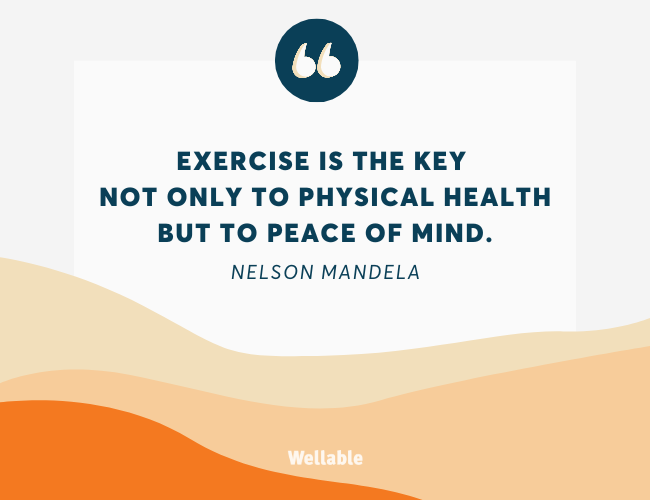 “
EXERCISE IS THE KEY
NOT ONLY TO PHYSICAL HEALTH
BUT TO PEACE OF MIND.
NELSON MANDELA
Wellable